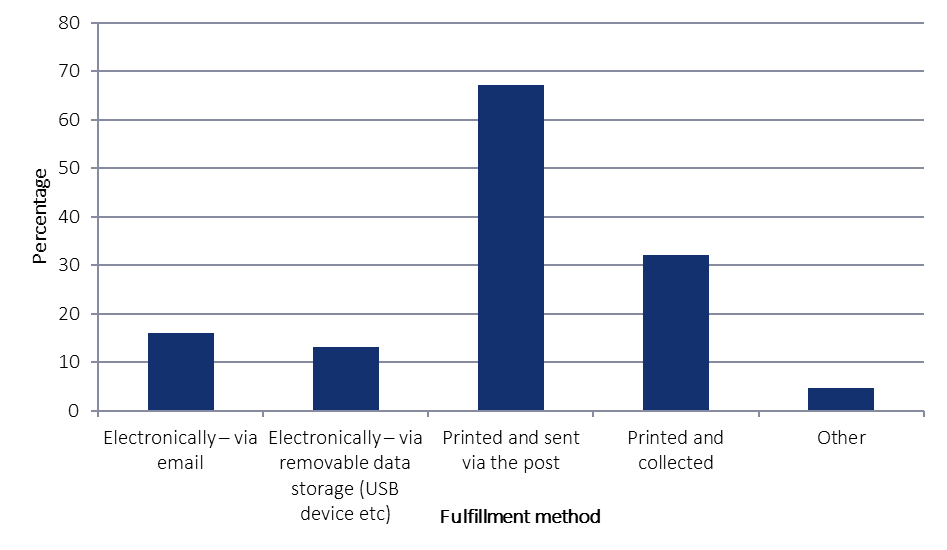 80
70
60
50
40
30
20
10
0
Percentage
Electronically – via
email
Electronically – via
removable data
storage (USB
device etc)
Printed and sent
via the post
Printed and
collected
Other
Fulfillment method